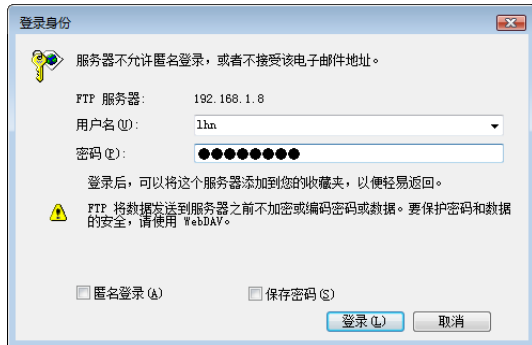 登录身份
服务器不允许匿名登录，或者不接受该电子邮件地址。
FTP 服务器: 192.168.1.8
用户名(U): lhn
密码(P): ●●●●●●●●
登录后，可以将这个服务器添加到您的收藏夹，以便轻易返回。
FTP 将数据发送到服务器之前不加密或编码密码或数据。要保护密码和数据
的安全，请使用 WebDAV。
匿名登录(A) 保存密码(S)
登录(L) 取消